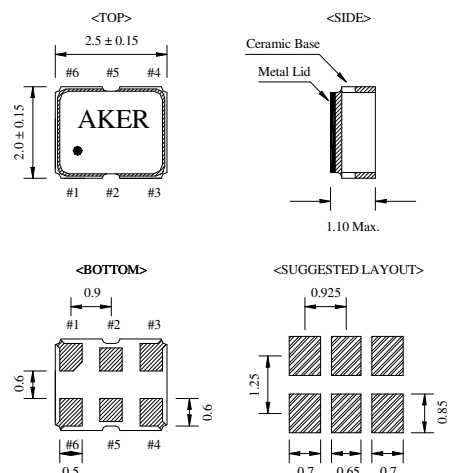 <TOP>
2.5 ± 0.15
#6 #5 #4
2.0 ± 0.15
AKER
#1 #2 #3
<SIDE>
Ceramic Base
Metal Lid
1.10 Max.
<BOTTOM>
0.9
#1 #2 #3
0.6
0.6
#6 #5 #4
0.5
<SUGGESTED LAYOUT>
0.925
1.25
0.85
0.7 0.65 0.7